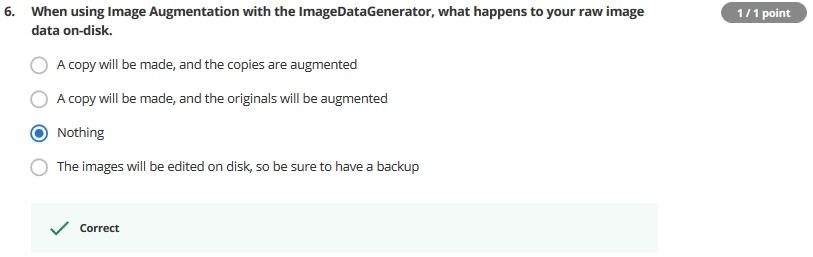 6. When using Image Augmentation with the ImageDataGenerator, what happens to your raw image
data on-disk.
1 / 1 point
A copy will be made, and the copies are augmented
A copy will be made, and the originals will be augmented
Nothing
The images will be edited on disk, so be sure to have a backup
Correct